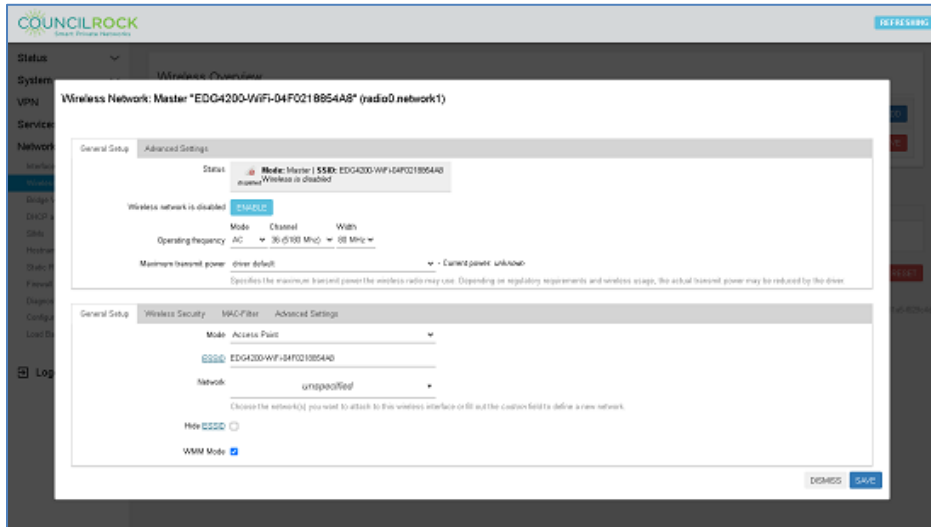 COUNCILROCK
Smart Private Networks
REFRESHING
Status
System
Wireless Overview
VPN
Wireless Network: Master "EDG4200-WiFi-04F0218854A8" (radio0.network1)
General Setup Advanced Settings
Status Mode: Master | SSID: EDG4200-WiFi-04F0218854A8
disabled Wireless is disabled
Wireless network is disabled ENABLE
Mode Channel Width
Operating frequency AC 36 (5180 Mhz) 80 MHz
Maximum transmit power driver default - Current power: unknown
Specifies the maximum transmit power the wireless radio may use. Depending on regulatory requirements and wireless usage, the actual transmit power may be reduced by the driver.
RESET
General Setup Wireless Security MAC-Filter Advanced Settings
Mode Access Point
ESSID EDG4200-WiFi-04F0218854A8
Network unspecified
Choose the network(s) you want to attach to this wireless interface or fill out the custom field to define a new network.
Hide ESSID
WMM Mode
DISMISS SAVE